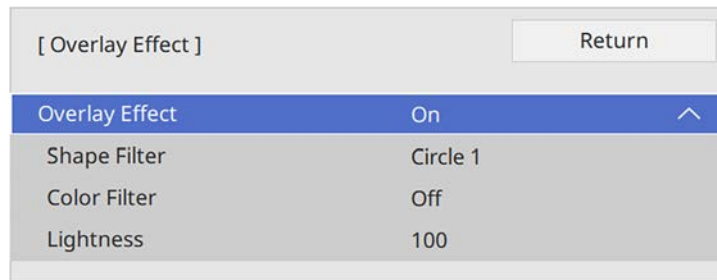 [ Overlay Effect ] Return
Overlay Effect On
Shape Filter Circle 1
Color Filter Off
Lightness 100